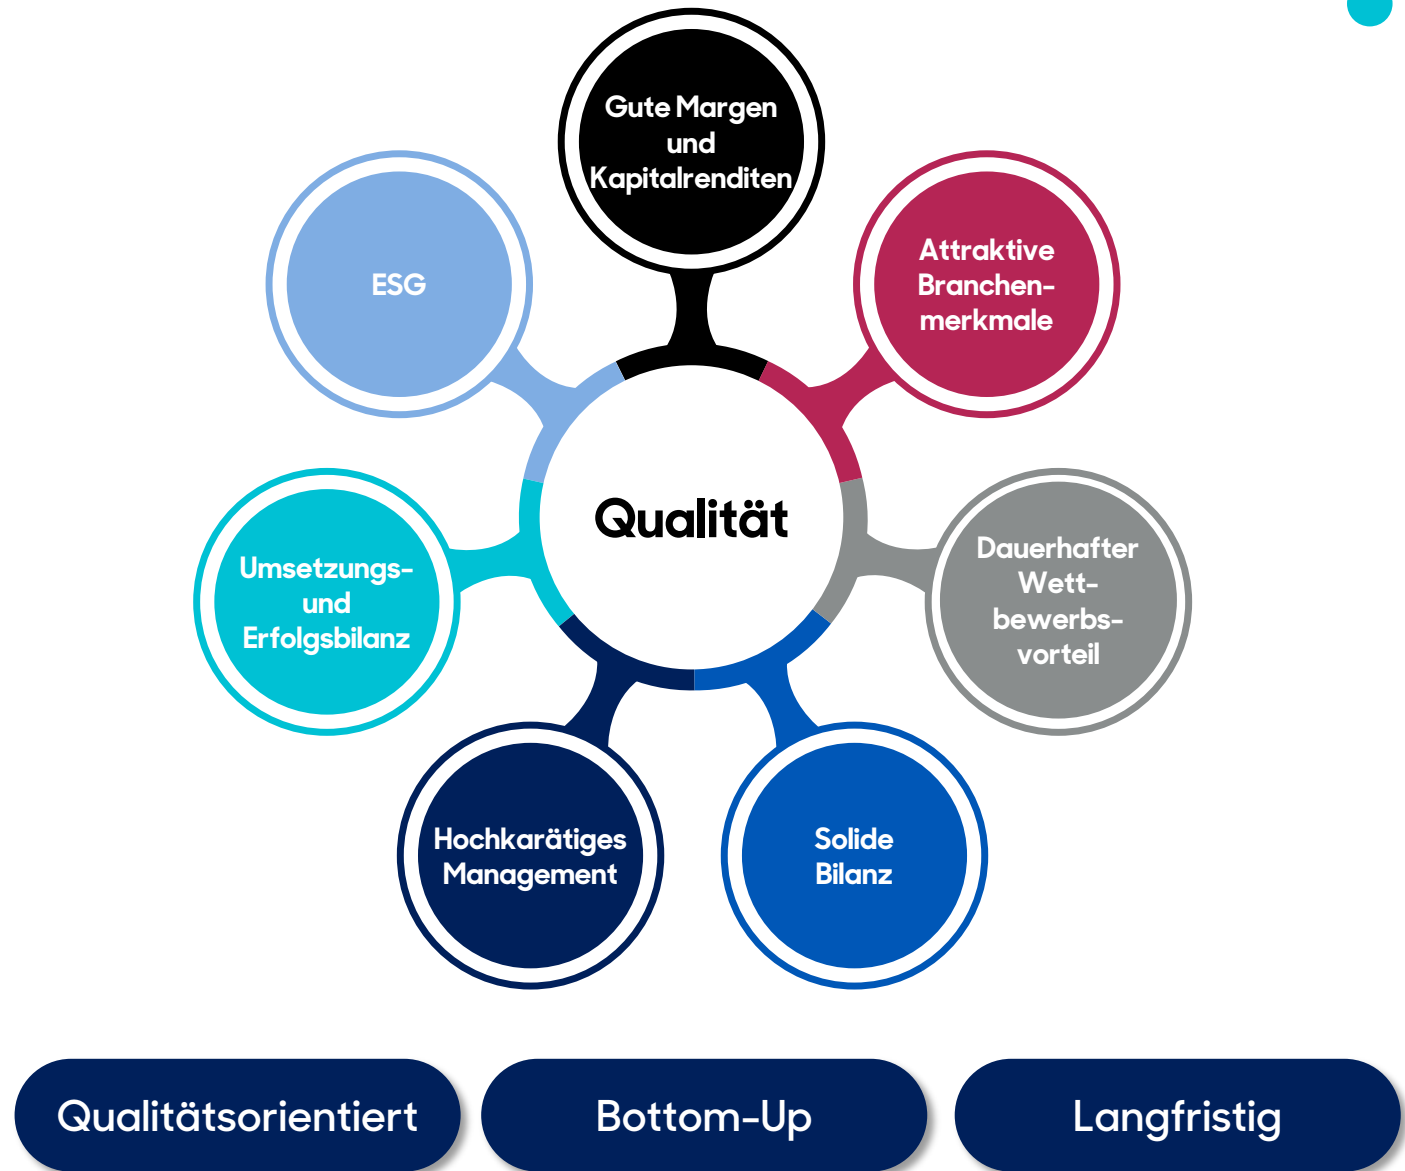 Gute Margen
und
Kapitalrenditen
Attraktive
Branchen-
merkmale
ESG
Qualität
Dauerhafter
Wett-
bewerbs-
vorteil
Umsetzungs-
und
Erfolgsbilanz
Hochkarätiges
Management
Solide
Bilanz
Qualitätsorientiert
Bottom-Up
Langfristig